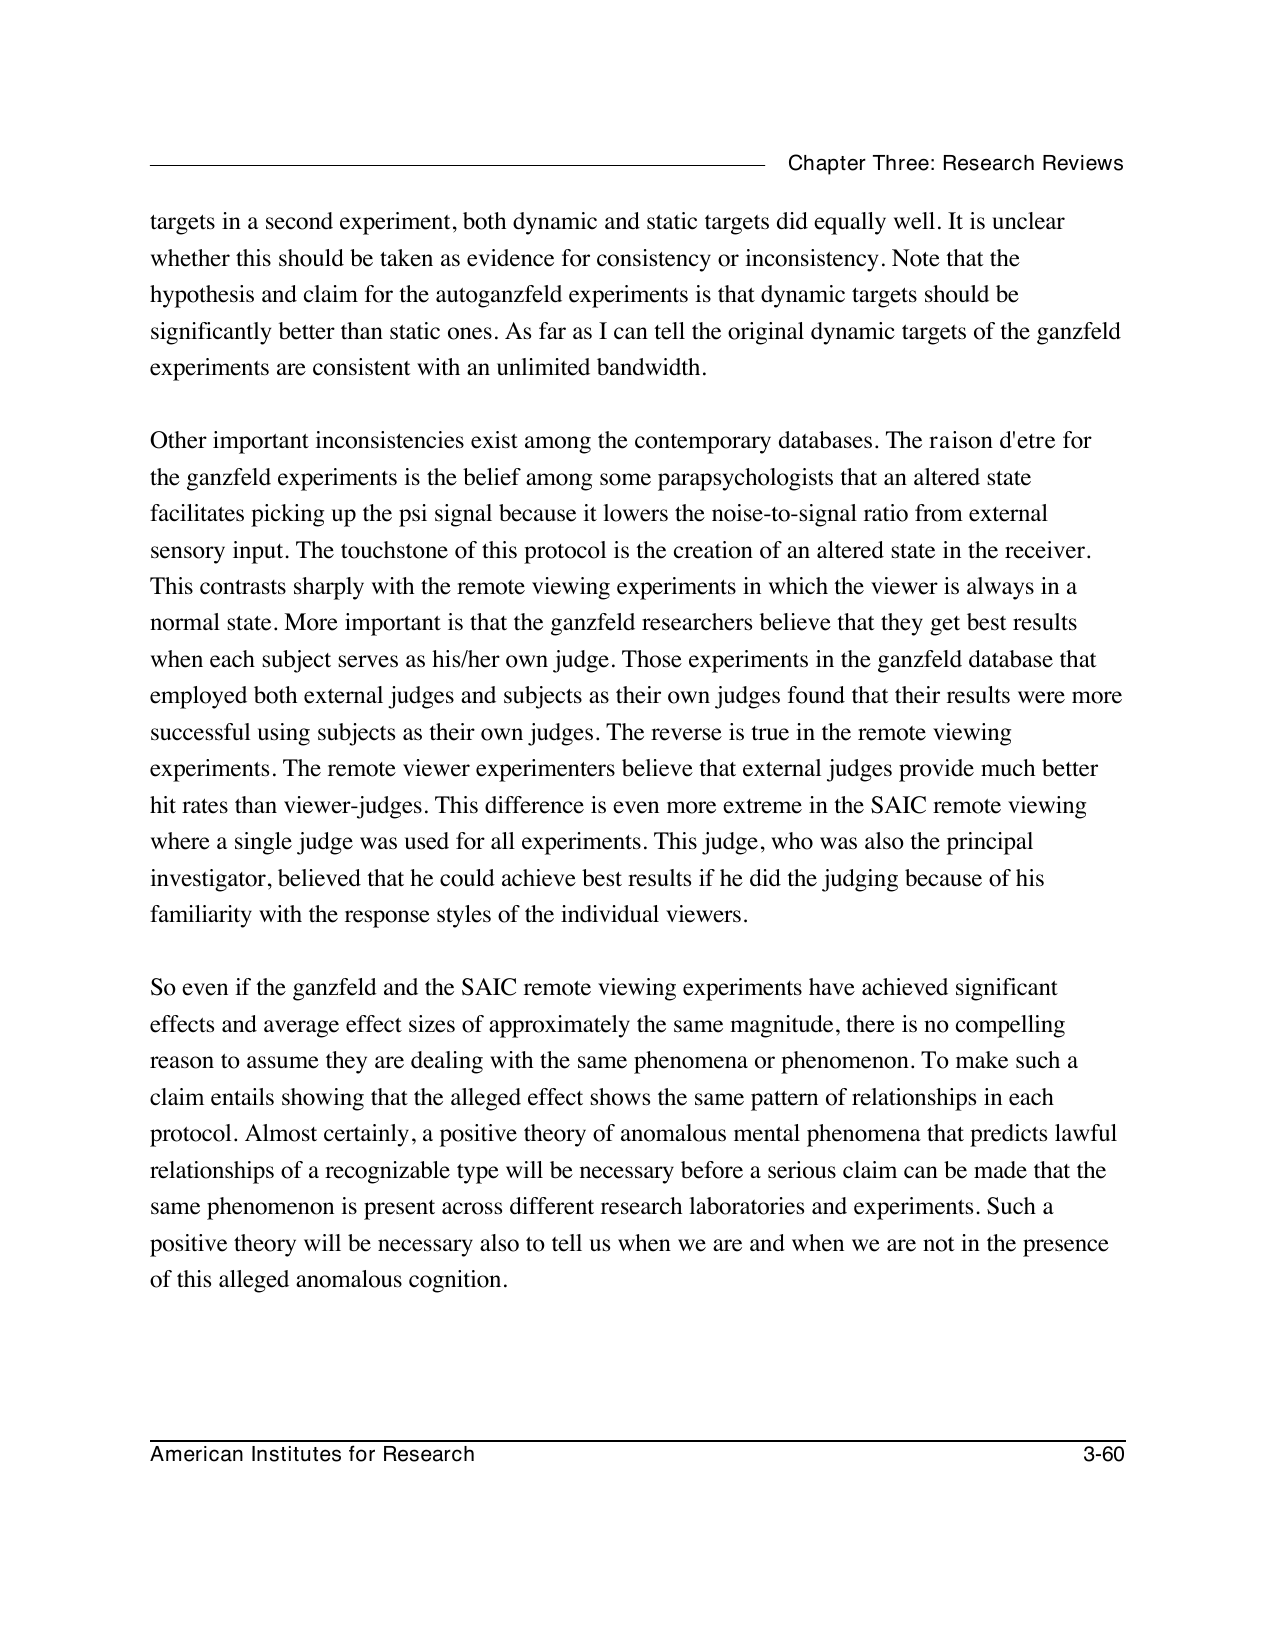 Chapter Three: Research Reviews
targets in a second experiment, both dynamic and static targets did equally well. It is unclear
whether this should be taken as evidence for consistency or inconsistency. Note that the
hypothesis and claim for the autoganzfeld experiments is that dynamic targets should be
significantly better than static ones. As far as I can tell the original dynamic targets of the ganzfeld
experiments are consistent with an unlimited bandwidth.
Other important inconsistencies exist among the contemporary databases. The raison d'etre for
the ganzfeld experiments is the belief among some parapsychologists that an altered state
facilitates picking up the psi signal because it lowers the noise-to-signal ratio from external
sensory input. The touchstone of this protocol is the creation of an altered state in the receiver.
This contrasts sharply with the remote viewing experiments in which the viewer is always in a
normal state. More important is that the ganzfeld researchers believe that they get best results
when each subject serves as his/her own judge. Those experiments in the ganzfeld database that
employed both external judges and subjects as their own judges found that their results were more
successful using subjects as their own judges. The reverse is true in the remote viewing
experiments. The remote viewer experimenters believe that external judges provide much better
hit rates than viewer-judges. This difference is even more extreme in the SAIC remote viewing
where a single judge was used for all experiments. This judge, who was also the principal
investigator, believed that he could achieve best results if he did the judging because of his
familiarity with the response styles of the individual viewers.
So even if the ganzfeld and the SAIC remote viewing experiments have achieved significant
effects and average effect sizes of approximately the same magnitude, there is no compelling
reason to assume they are dealing with the same phenomena or phenomenon. To make such a
claim entails showing that the alleged effect shows the same pattern of relationships in each
protocol. Almost certainly, a positive theory of anomalous mental phenomena that predicts lawful
relationships of a recognizable type will be necessary before a serious claim can be made that the
same phenomenon is present across different research laboratories and experiments. Such a
positive theory will be necessary also to tell us when we are and when we are not in the presence
of this alleged anomalous cognition.
American Institutes for Research 3-60